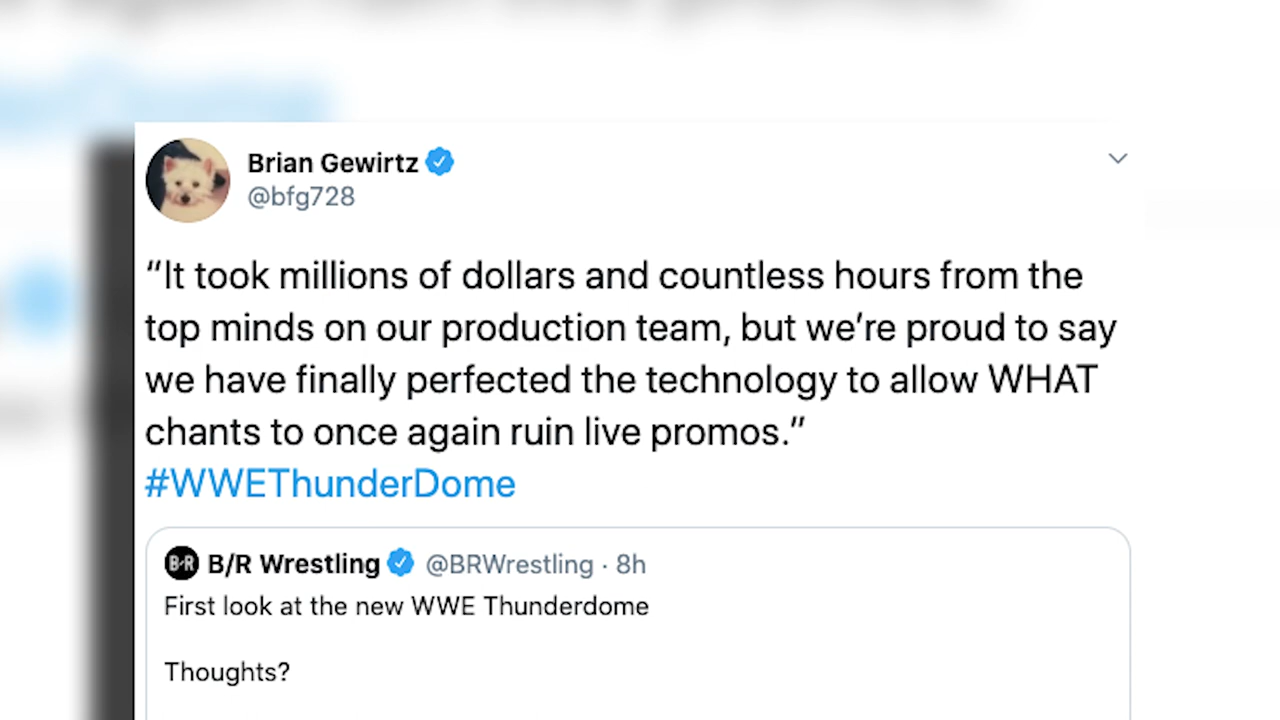 Brian Gewirtz
@bfg728
“It took millions of dollars and countless hours from the
top minds on our production team, but we’re proud to say
we have finally perfected the technology to allow WHAT
chants to once again ruin live promos.”
#WWEThunderDome
B/R Wrestling @BRWrestling · 8h
First look at the new WWE Thunderdome
Thoughts?